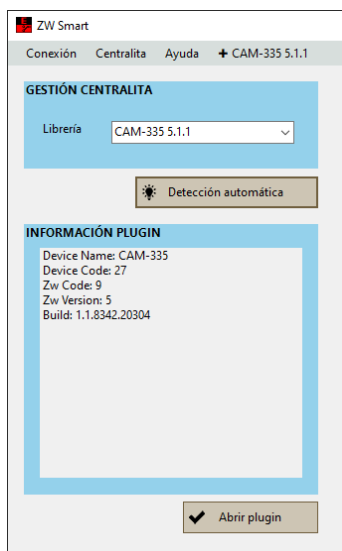 ZW Smart
Conexión Centralita Ayuda + CAM-335 5.1.1
GESTIÓN CENTRALITA
Librería CAM-335 5.1.1
Detección automática
INFORMACIÓN PLUGIN
Device Name: CAM-335
Device Code: 27
Zw Code: 9
Zw Version: 5
Build: 1.1.8342.20304
Abrir plugin